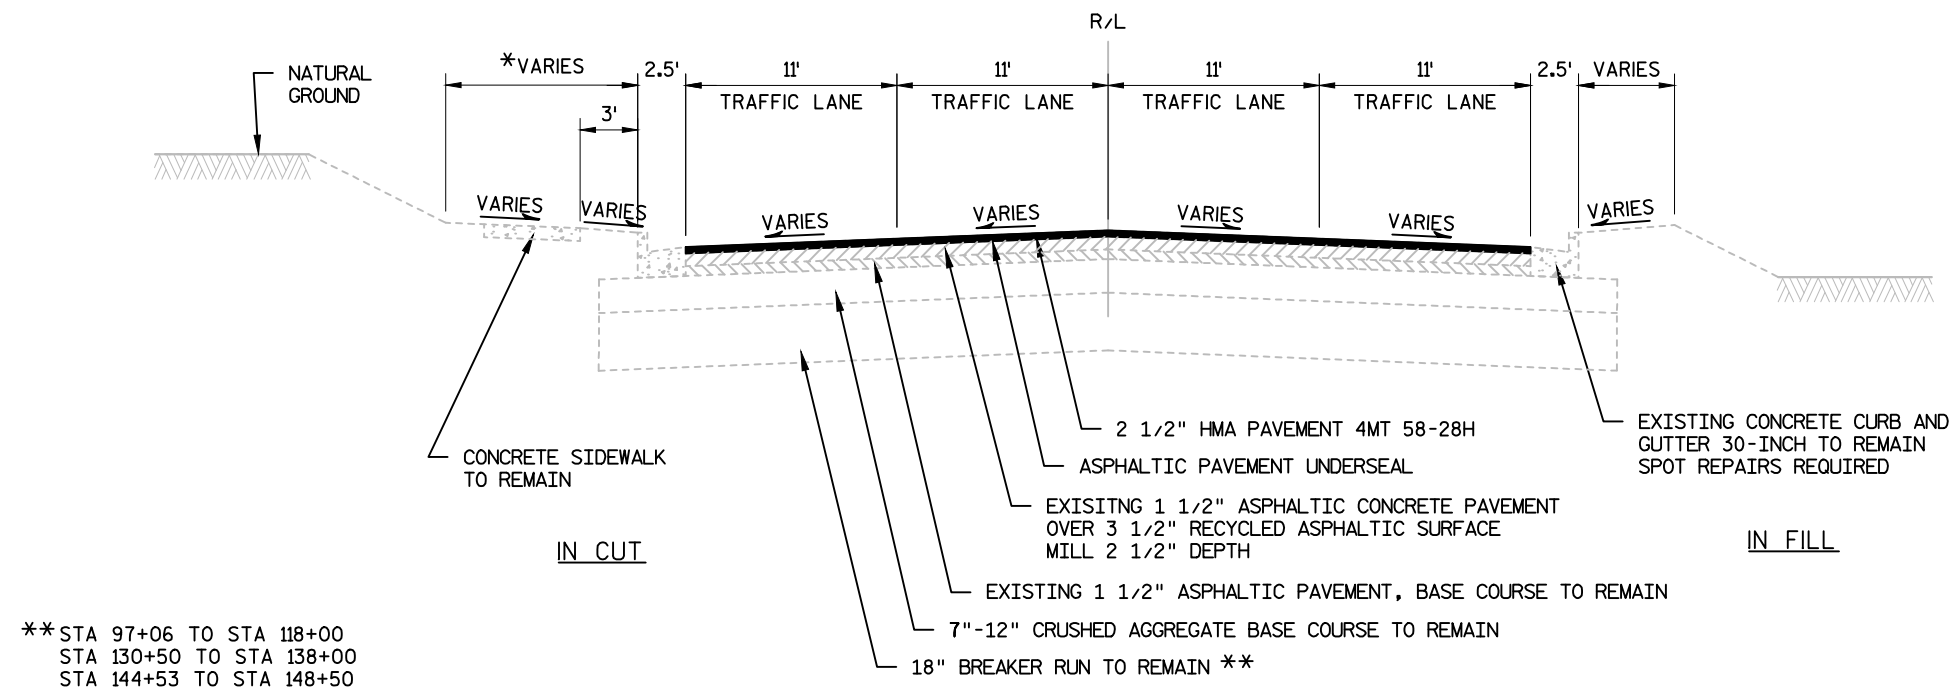 R/L
NATURAL
GROUND
*VARIES
2.5'
11'
11'
11'
11'
2.5'
VARIES
TRAFFIC LANE
TRAFFIC LANE
TRAFFIC LANE
TRAFFIC LANE
3'
VARIES
VARIES
VARIES
VARIES
VARIES
VARIES
VARIES
2 1/2" HMA PAVEMENT 4MT 58-28H
ASPHALTIC PAVEMENT UNDERSEAL
EXISITNG 1 1/2" ASPHALTIC CONCRETE PAVEMENT
OVER 3 1/2" RECYCLED ASPHALTIC SURFACE
MILL 2 1/2" DEPTH
EXISTING 1 1/2" ASPHALTIC PAVEMENT, BASE COURSE TO REMAIN
7"-12" CRUSHED AGGREGATE BASE COURSE TO REMAIN
18" BREAKER RUN TO REMAIN **
CONCRETE SIDEWALK
TO REMAIN
EXISTING CONCRETE CURB AND
GUTTER 30-INCH TO REMAIN
SPOT REPAIRS REQUIRED
IN CUT
IN FILL
**STA 97+06 TO STA 118+00
STA 130+50 TO STA 138+00
STA 144+53 TO STA 148+50